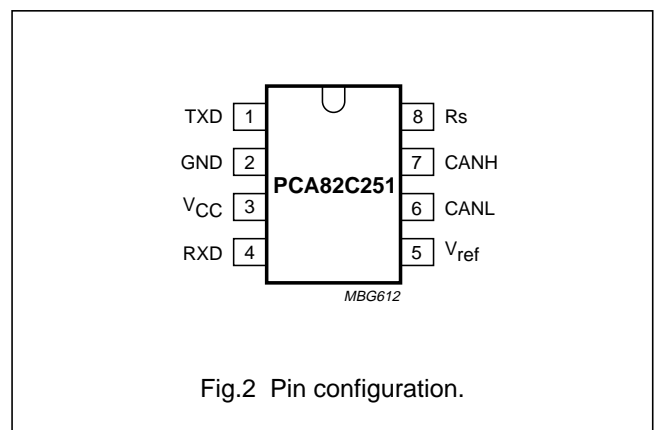 TXD 1 8 Rs
GND 2 7 CANH
PCA82C251
VCC 3 6 CANL
RXD 4 5 Vref
MBG612
Fig.2 Pin configuration.